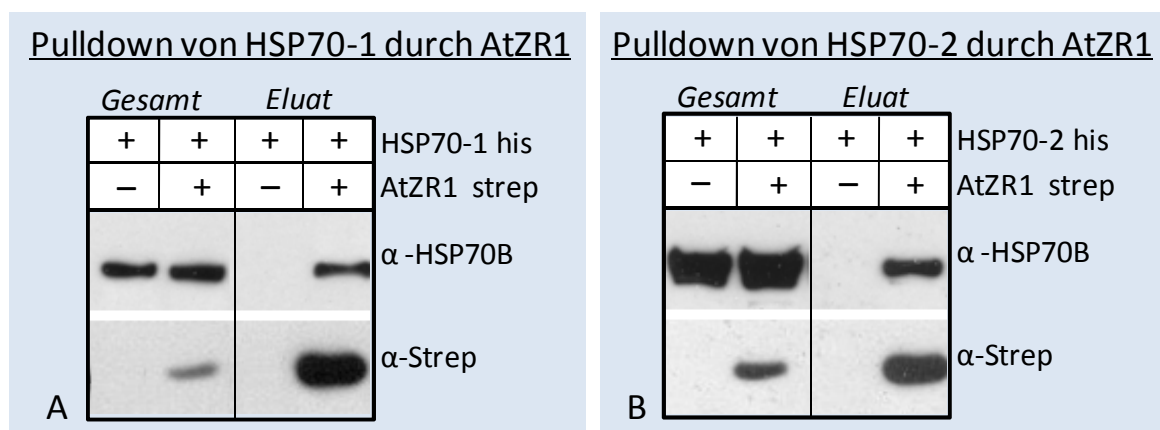 Pulldown von HSP70-1 durch AtZR1
Gesamt Eluat
+ + + + HSP70-1 his
– + – + AtZR1 strep
α -HSP70B
α-Strep
A
Pulldown von HSP70-2 durch AtZR1
Gesamt Eluat
+ + + + HSP70-2 his
– + – + AtZR1 strep
α -HSP70B
α-Strep
B